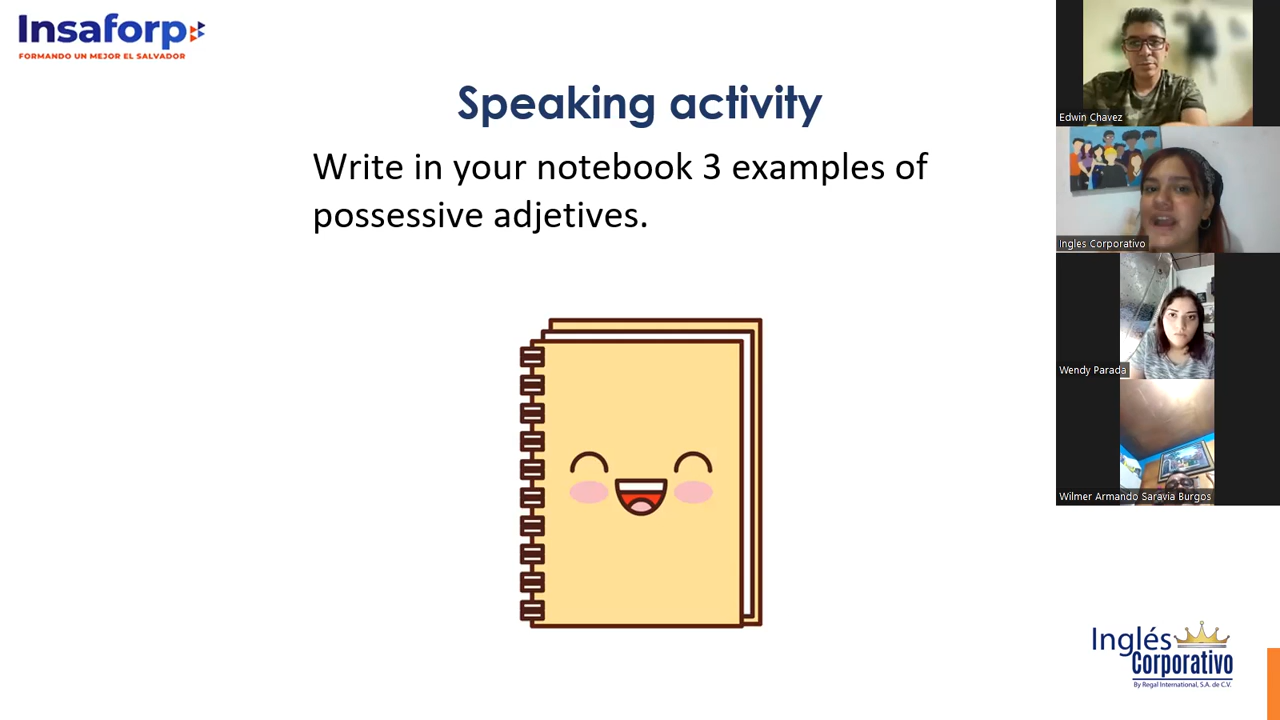 Insaforp
FORMANDO UN MEJOR EL SALVADOR
Speaking activity
Write in your notebook 3 examples of
possessive adjetives.
Edwin Chavez
Ingles Corporativo
Wendy Parada
Wilmer Armando Saravia Burgos
Inglés
Corporativo
By Regal International, S.A. de C.V.